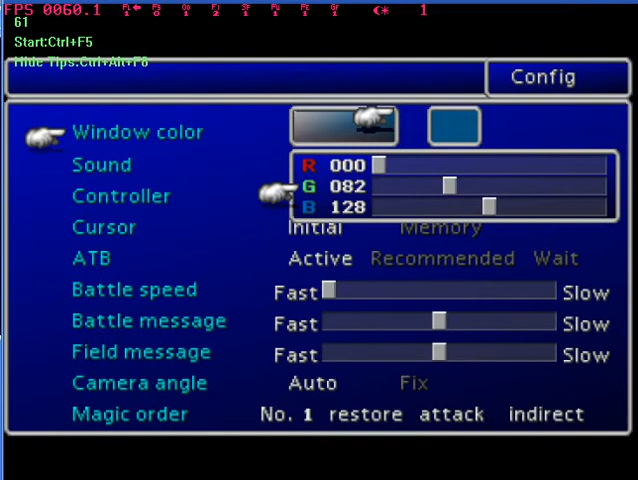 FPS 0060.1 1
61
Start:Ctrl+F5
Hide Tips:Ctrl+Alt+F8
Config
Window color
Sound
R 000
Controller
G 082
B 128
Cursor Initial Memory
ATB Active Recommended Wait
Battle speed Fast Slow
Battle message Fast Slow
Field message Fast Slow
Camera angle Auto Fix
Magic order No. 1 restore attack indirect